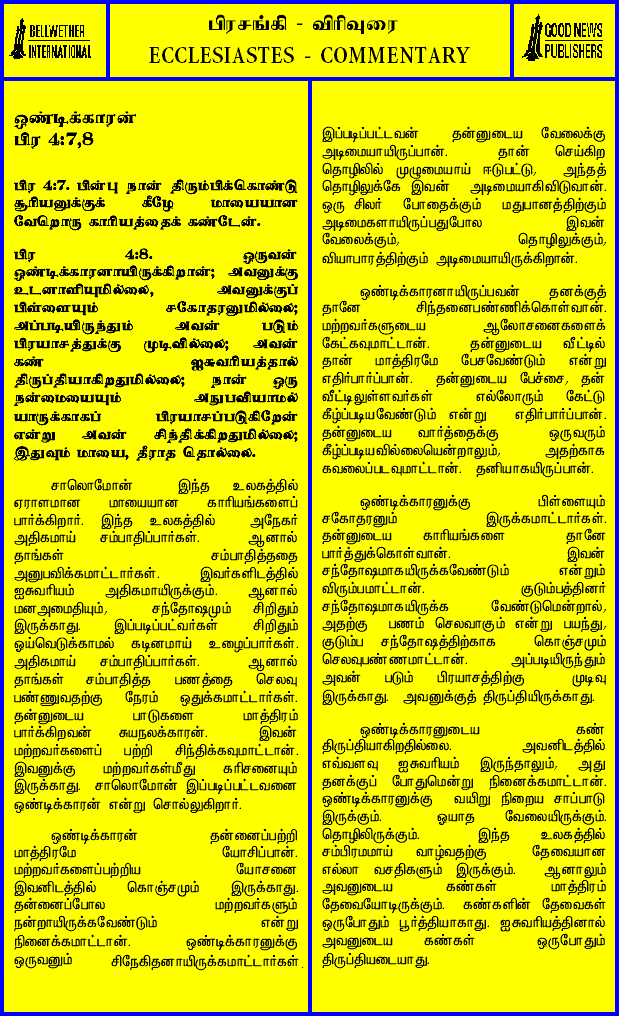 BELLWETHER
INTERNATIONAL
பிரசங்கி - விரிவுரை
ECCLESIASTES - COMMENTARY
GOOD NEWS
PUBLISHERS
ஒண்டிக்காரன்
பிர 4:7,8
பிர 4:7. பின்பு நான் திரும்பிக்கொண்டு
சூரியனுக்குக் கீழே மாயையான
வேறொரு காரியத்தைக் கண்டேன்.
பிர 4:8. ஒருவன்
ஒண்டிக்காரனாயிருக்கிறான்; அவனுக்கு
உடனாளியுமில்லை, அவனுக்குப்
பிள்ளையும் சகோதரனுமில்லை;
அப்படியிருந்தும் அவன் படும்
பிரயாசத்துக்கு முடிவில்லை; அவன்
கண் ஐசுவரியத்தால்
திருப்தியாகிறதுமில்லை; நான் ஒரு
நன்மையையும் அநுபவியாமல்
யாருக்காகப் பிரயாசப்படுகிறேன்
என்று அவன் சிந்திக்கிறதுமில்லை;
இதுவும் மாயை, தீராத தொல்லை.
சாலொமோன் இந்த உலகத்தில்
ஏராளமான மாயையான காரியங்களைப்
பார்க்கிறார். இந்த உலகத்தில் அநேகர்
அதிகமாய் சம்பாதிப்பார்கள். ஆனால்
தாங்கள் சம்பாதித்ததை
அனுபவிக்கமாட்டார்கள். இவர்களிடத்தில்
ஐசுவரியம் அதிகமாயிருக்கும். ஆனால்
மனஅமைதியும், சந்தோஷமும் சிறிதும்
இருக்காது. இப்படிப்பட்வர்கள் சிறிதும்
ஓய்வெடுக்காமல் கடினமாய் உழைப்பார்கள்.
அதிகமாய் சம்பாதிப்பார்கள். ஆனால்
தாங்கள் சம்பாதித்த பணத்தை செலவு
பண்ணுவதற்கு நேரம் ஒதுக்கமாட்டார்கள்.
தன்னுடைய பாடுகளை மாத்திரம்
பார்க்கிறவன் சுயநலக்காரன். இவன்
மற்றவர்களைப் பற்றி சிந்திக்கவுமாட்டான்.
இவனுக்கு மற்றவர்கள்மீது கரிசனையும்
இருக்காது. சாலொமோன் இப்படிப்பட்டவனை
ஒண்டிக்காரன் என்று சொல்லுகிறார்.
ஒண்டிக்காரன் தன்னைப்பற்றி
மாத்திரமே யோசிப்பான்.
மற்றவர்களைப்பற்றிய யோசனை
இவனிடத்தில் கொஞ்சமும் இருக்காது.
தன்னைப்போல மற்றவர்களும்
நன்றாயிருக்கவேண்டும் என்று
நினைக்கமாட்டான். ஒண்டிக்காரனுக்கு
ஒருவனும் சிநேகிதனாயிருக்கமாட்டார்கள்.
இப்படிப்பட்டவன் தன்னுடைய வேலைக்கு
அடிமையாயிருப்பான். தான் செய்கிற
தொழிலில் முழுமையாய் ஈடுபட்டு, அந்தத்
தொழிலுக்கே இவன் அடிமையாகிவிடுவான்.
ஒரு சிலர் போதைக்கும் மதுபானத்திற்கும்
அடிமைகளாயிருப்பதுபோல இவன்
வேலைக்கும், தொழிலுக்கும்,
வியாபாரத்திற்கும் அடிமையாயிருக்கிறான்.
ஒண்டிக்காரனாயிருப்பவன் தனக்குத்
தானே சிந்தனைபண்ணிக்கொள்வான்.
மற்றவர்களுடைய ஆலோசனைகளைக்
கேட்கவுமாட்டான். தன்னுடைய வீட்டில்
தான் மாத்திரமே பேசவேண்டும் என்று
எதிர்பார்ப்பான். தன்னுடைய பேச்சை, தன்
வீட்டிலுள்ளவர்கள் எல்லோரும் கேட்டு
கீழ்ப்படியவேண்டும் என்று எதிர்பார்ப்பான்.
தன்னுடைய வார்த்தைக்கு ஒருவரும்
கீழ்ப்படியவில்லையென்றாலும், அதற்காக
கவலைப்படவுமாட்டான். தனியாகயிருப்பான்.
ஒண்டிக்காரனுக்கு பிள்ளையும்
சகோதரனும் இருக்கமாட்டார்கள்.
தன்னுடைய காரியங்களை தானே
பார்த்துக்கொள்வான். இவன்
சந்தோஷமாகயிருக்கவேண்டும் என்றும்
விரும்பமாட்டான். குடும்பத்தினர்
சந்தோஷமாகயிருக்க வேண்டுமென்றால்,
அதற்கு பணம் செலவாகும் என்று பயந்து,
குடும்ப சந்தோஷத்திற்காக கொஞ்சமும்
செலவுபண்ணமாட்டான். அப்படியிருந்தும்
அவன் படும் பிரயாசத்திற்கு முடிவு
இருக்காது. அவனுக்குத் திருப்தியிருக்காது.
ஒண்டிக்காரனுடைய கண்
திருப்தியாகிறதில்லை. அவனிடத்தில்
எவ்வளவு ஐசுவரியம் இருந்தாலும், அது
தனக்குப் போதுமென்று நினைக்கமாட்டான்.
ஒண்டிக்காரனுக்கு வயிறு நிறைய சாப்பாடு
இருக்கும். ஓயாத வேலையிருக்கும்.
தொழிலிருக்கும். இந்த உலகத்தில்
சம்பிரமமாய் வாழ்வதற்கு தேவையான
எல்லா வசதிகளும் இருக்கும். ஆனாலும்
அவனுடைய கண்கள் மாத்திரம்
தேவையோடிருக்கும். கண்களின் தேவைகள்
ஒருபோதும் பூர்த்தியாகாது. ஐசுவரியத்தினால்
அவனுடைய கண்கள் ஒருபோதும்
திருப்தியடையாது.